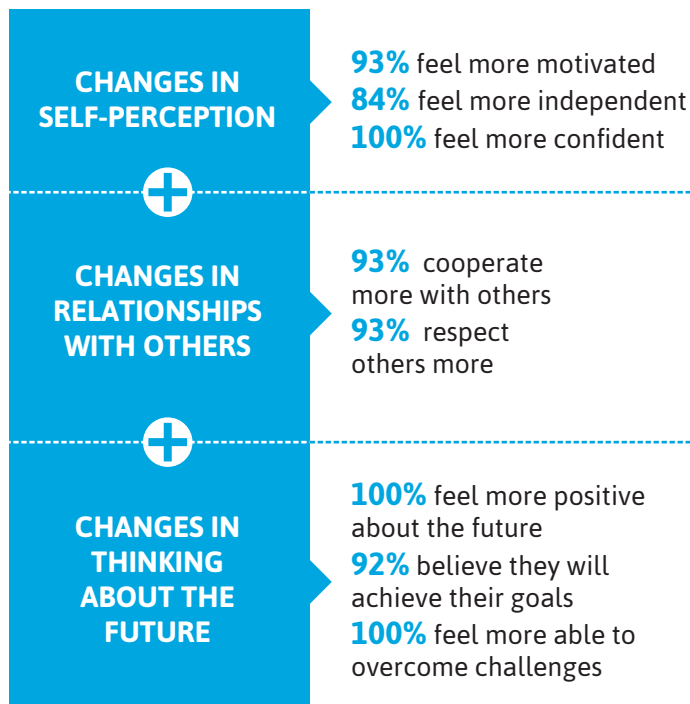 CHANGES IN
SELF-PERCEPTION
93% feel more motivated
84% feel more independent
100% feel more confident
CHANGES IN
RELATIONSHIPS
WITH OTHERS
93% cooperate
more with others
93% respect
others more
CHANGES IN
THINKING
ABOUT THE
FUTURE
100% feel more positive
about the future
92% believe they will
achieve their goals
100% feel more able to
overcome challenges